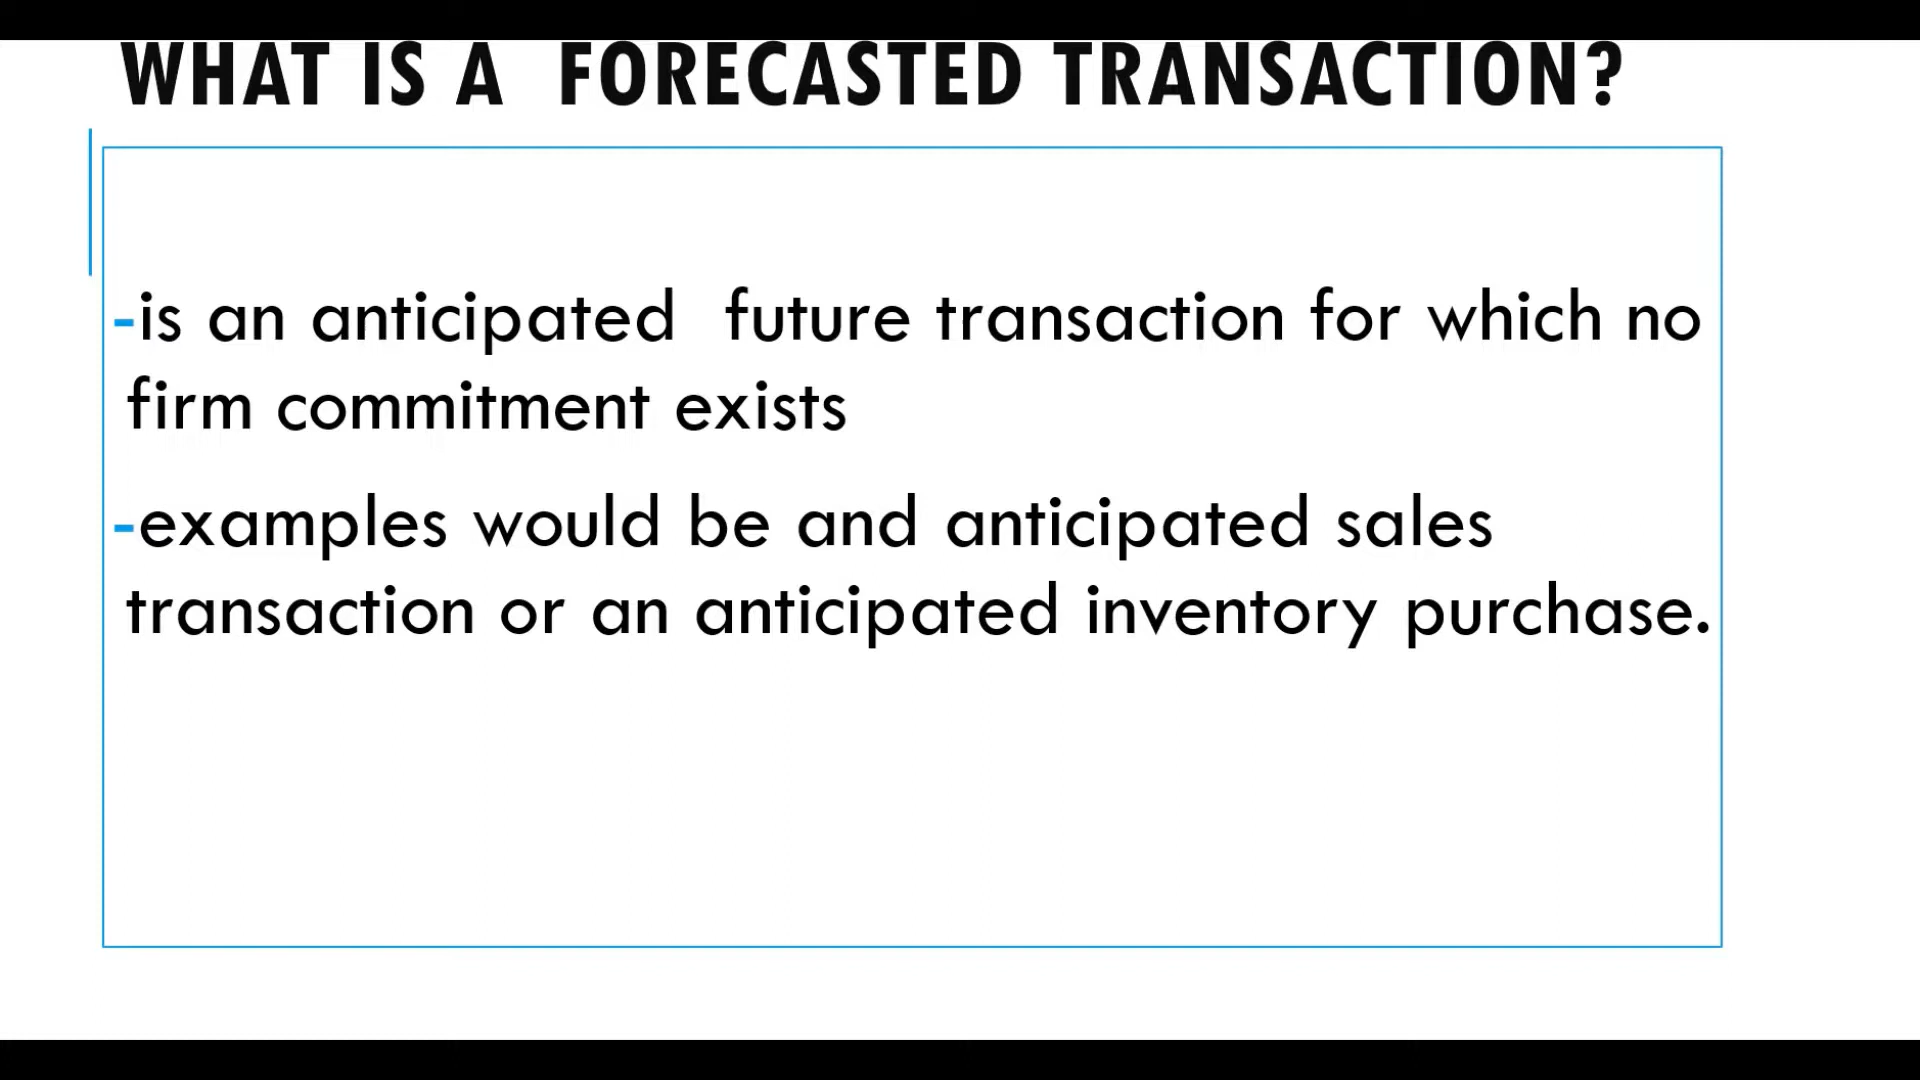 WHAT IS A  FORECASTED TRANSACTION?
-is an anticipated  future transaction for which no
firm commitment exists
-examples would be and anticipated sales
transaction or an anticipated inventory purchase.